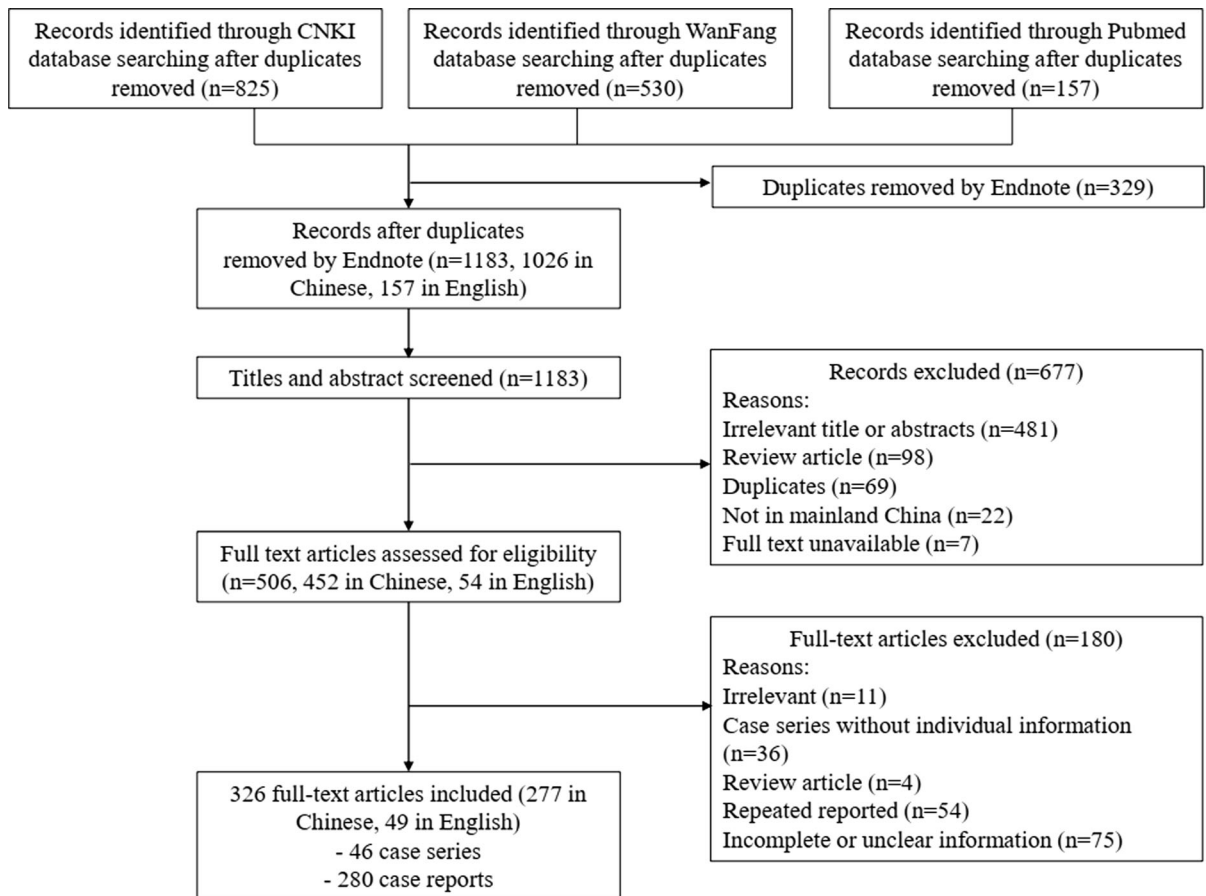 Records identified through CNKI
database searching after duplicates
removed (n=825)
Records identified through WanFang
database searching after duplicates
removed (n=530)
Records identified through Pubmed
database searching after duplicates
removed (n=157)
Duplicates removed by Endnote (n=329)
Records after duplicates
removed by Endnote (n=1183, 1026 in
Chinese, 157 in English)
Titles and abstract screened (n=1183)
Records excluded (n=677)
Reasons:
Irrelevant title or abstracts (n=481)
Review article (n=98)
Duplicates (n=69)
Not in mainland China (n=22)
Full text unavailable (n=7)
Full text articles assessed for eligibility
(n=506, 452 in Chinese, 54 in English)
Full-text articles excluded (n=180)
Reasons:
Irrelevant (n=11)
Case series without individual information
(n=36)
Review article (n=4)
Repeated reported (n=54)
Incomplete or unclear information (n=75)
326 full-text articles included (277 in
Chinese, 49 in English)
- 46 case series
- 280 case reports